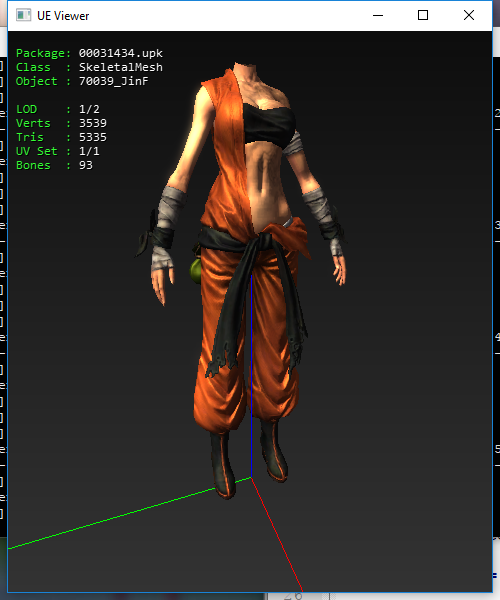 UE Viewer
Package: 00031434.upk
Class : SkeletalMesh
Object : 70039_JinF
LOD : 1/2
Verts : 3539
Tris : 5335
UV Set : 1/1
Bones : 93